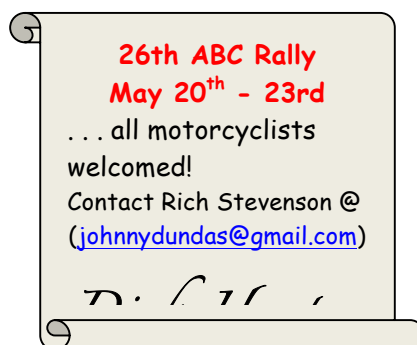 26th ABC Rally
May 20th - 23rd
. . . all motorcyclists
welcomed!
Contact Rich Stevenson @
(johnnydundas@gmail.com)